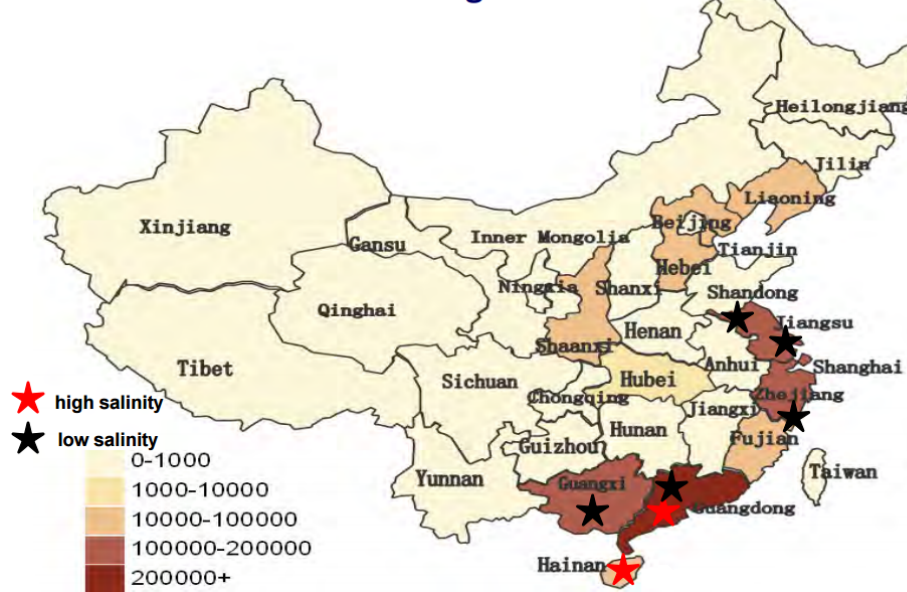 Heilongjiang
Jilin
Liaoning
Beijing
Xinjiang
Inner Mongolia
Gansu
Tianjin
Hebei
Ningxia
Shanxi
Shandong
Qinghai
Jiangsu
Henan
Shaanxi
Tibet
Anhui
Shanghai
Sichuan
Hubei
Chongqing
Zhejiang
Jiangxi
high salinity
low salinity
Hunan
Fujian
Guizhou
Taiwan
Yunnan
Guangxi
Guangdong
Hainan
0-1000
1000-10000
10000-100000
100000-200000
200000+